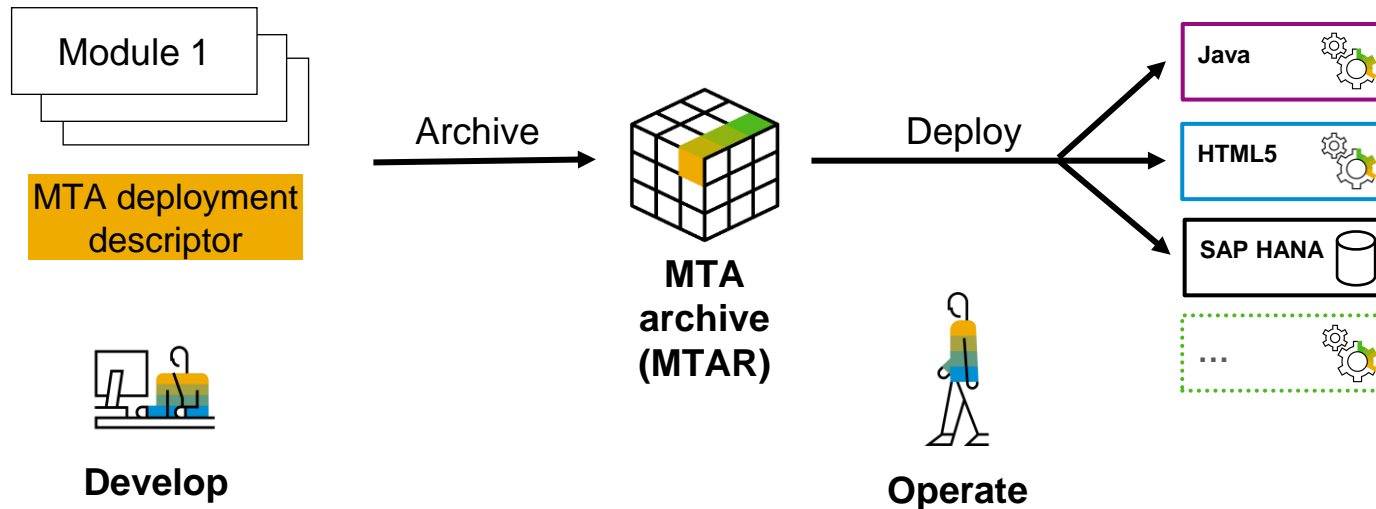 Module 1
MTA deployment
descriptor
Develop
Archive
MTA
archive
(MTAR)
Deploy
Operate
Java
HTML5
SAP HANA
...